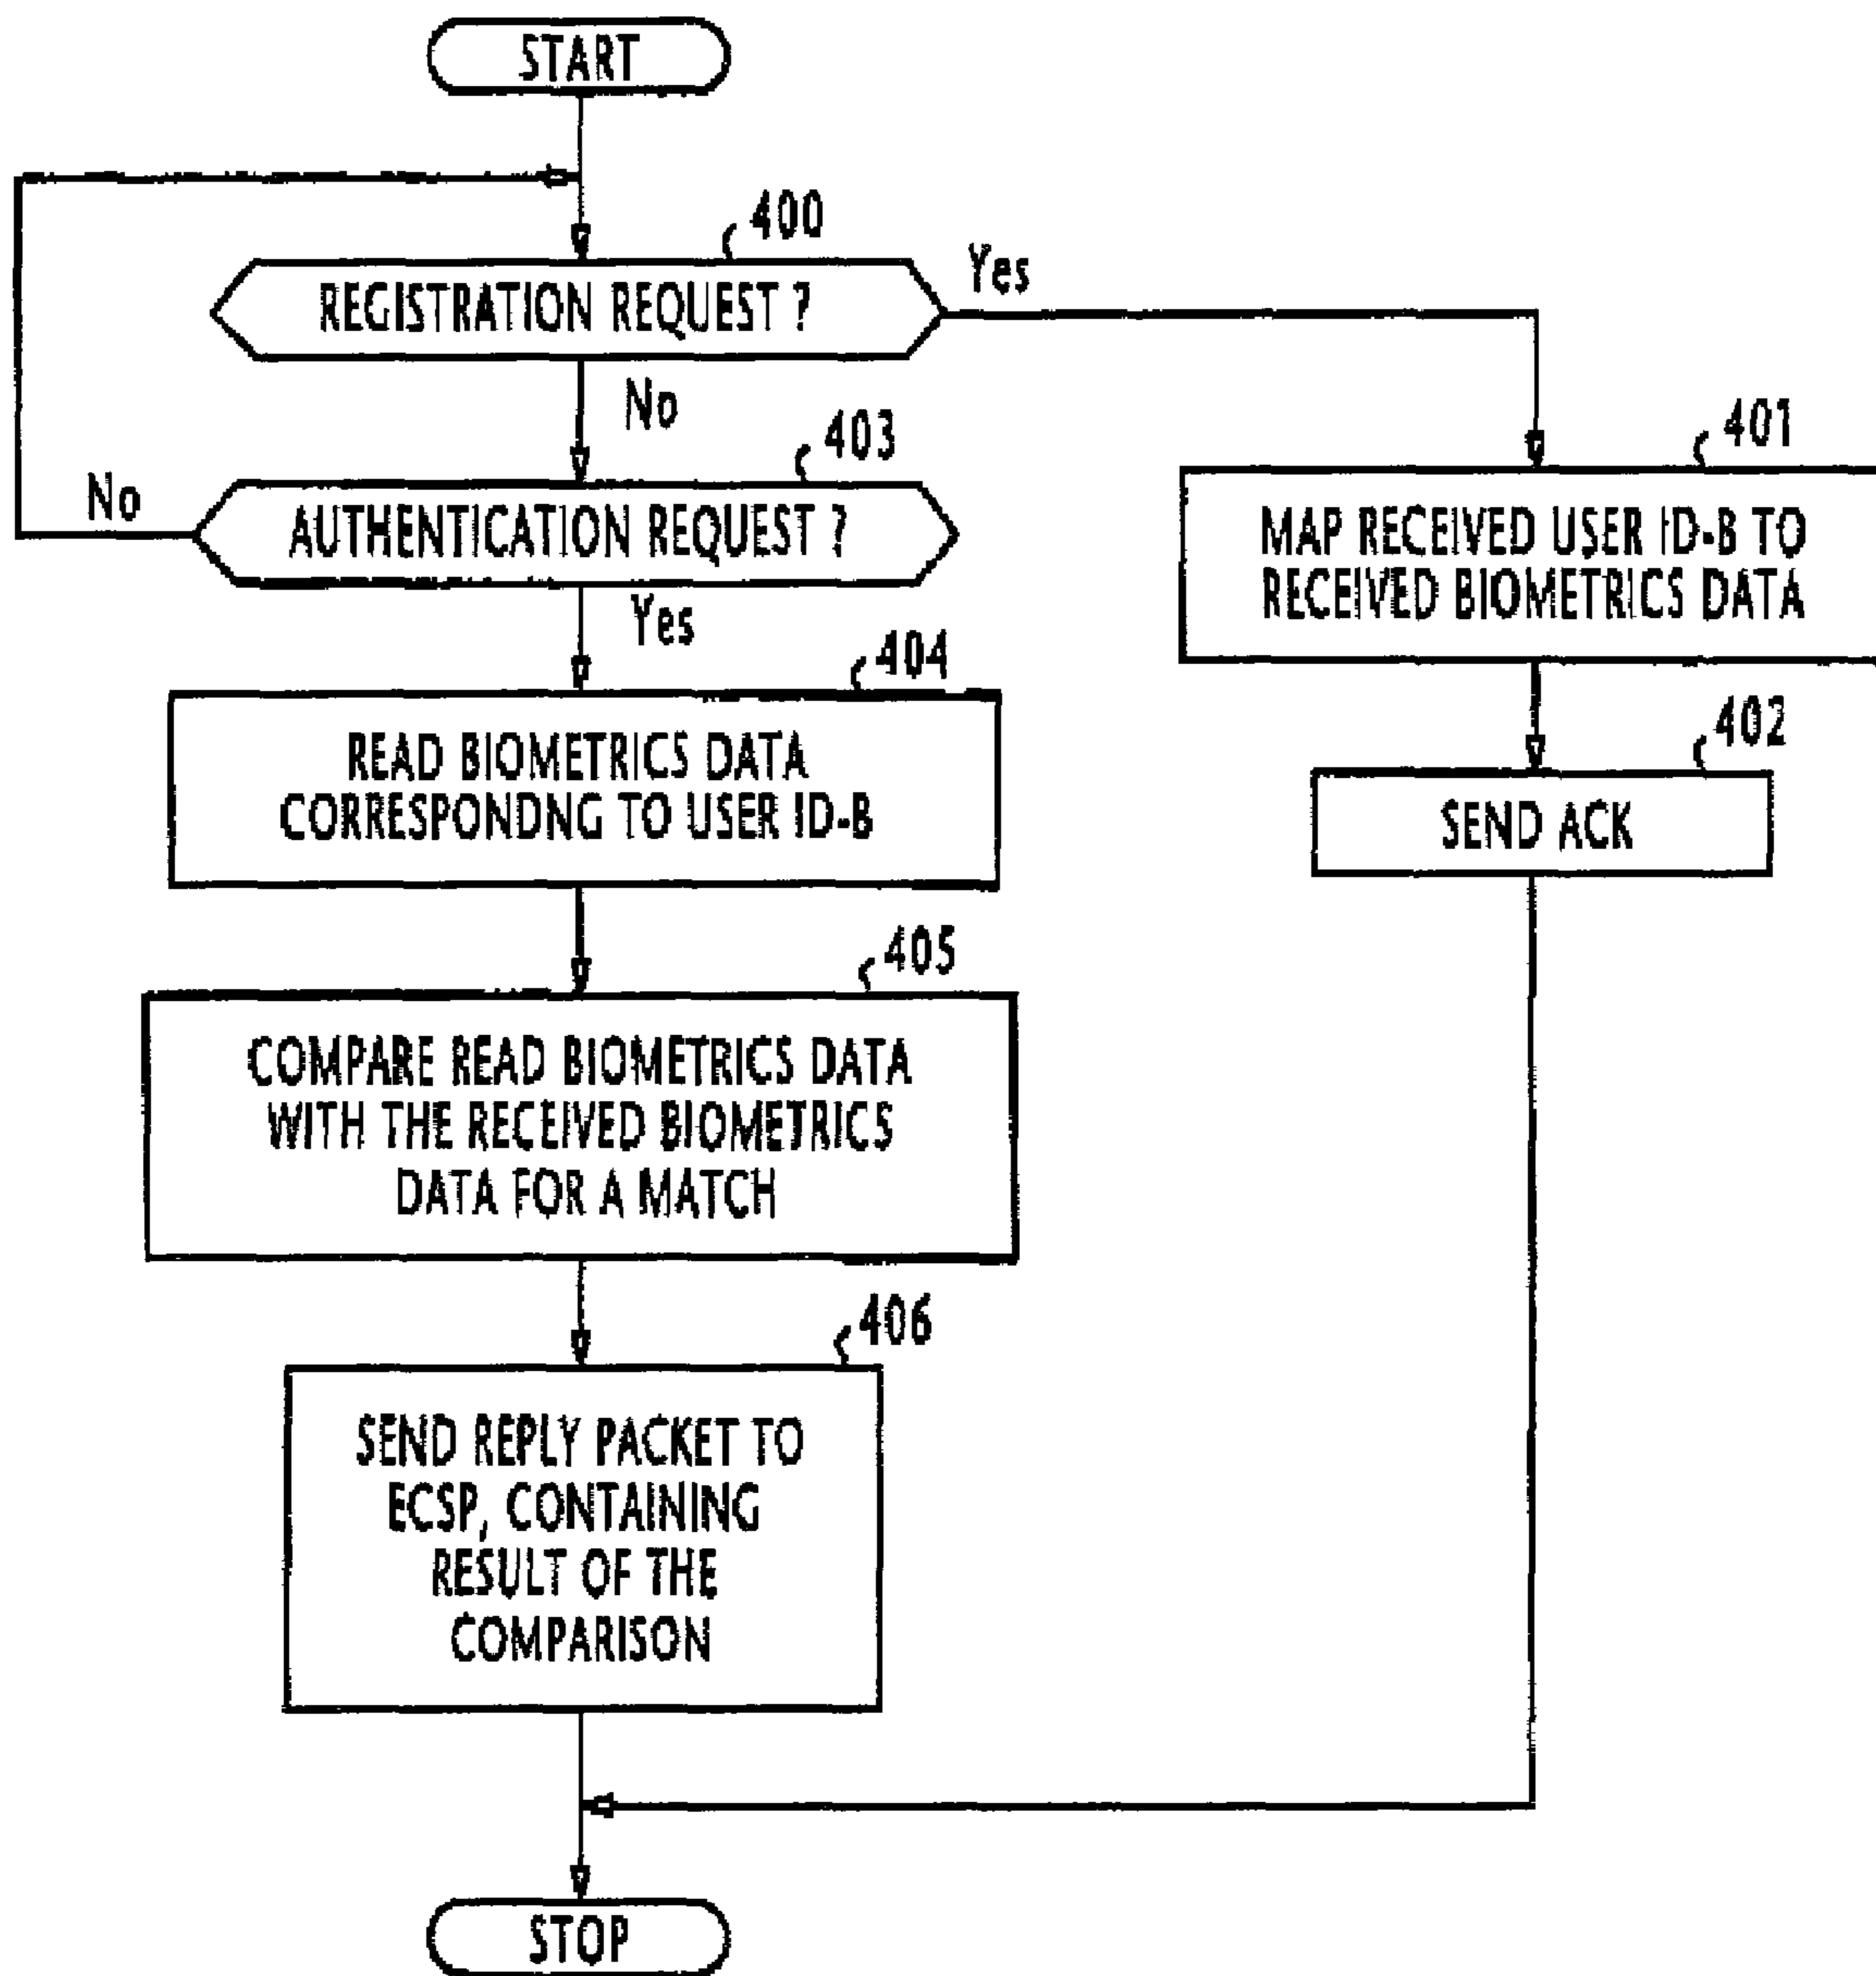 START
400
REGISTRATION REQUEST ?
Yes
No
403
AUTHENTICATION REQUEST ?
No
Yes
401
MAP RECEIVED USER ID-B TO
RECEIVED BIOMETRICS DATA
402
SEND ACK
404
READ BIOMETRICS DATA
CORRESPONDNG TO USER ID-B
405
COMPARE READ BIOMETRICS DATA
WITH THE RECEIVED BIOMETRICS
DATA FOR A MATCH
406
SEND REPLY PACKET TO
ECSP, CONTAINING
RESULT OF THE
COMPARISON
STOP